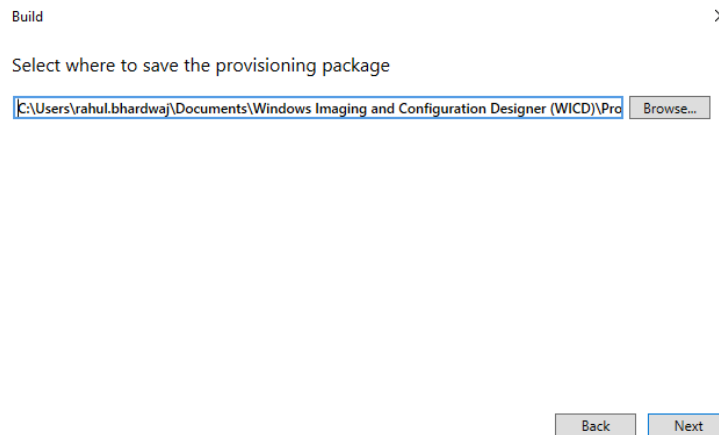 Build
Select where to save the provisioning package
C:\Users\rahul.bhardwaj\Documents\Windows Imaging and Configuration Designer (WICD)\Pro
Browse...
Back
Next